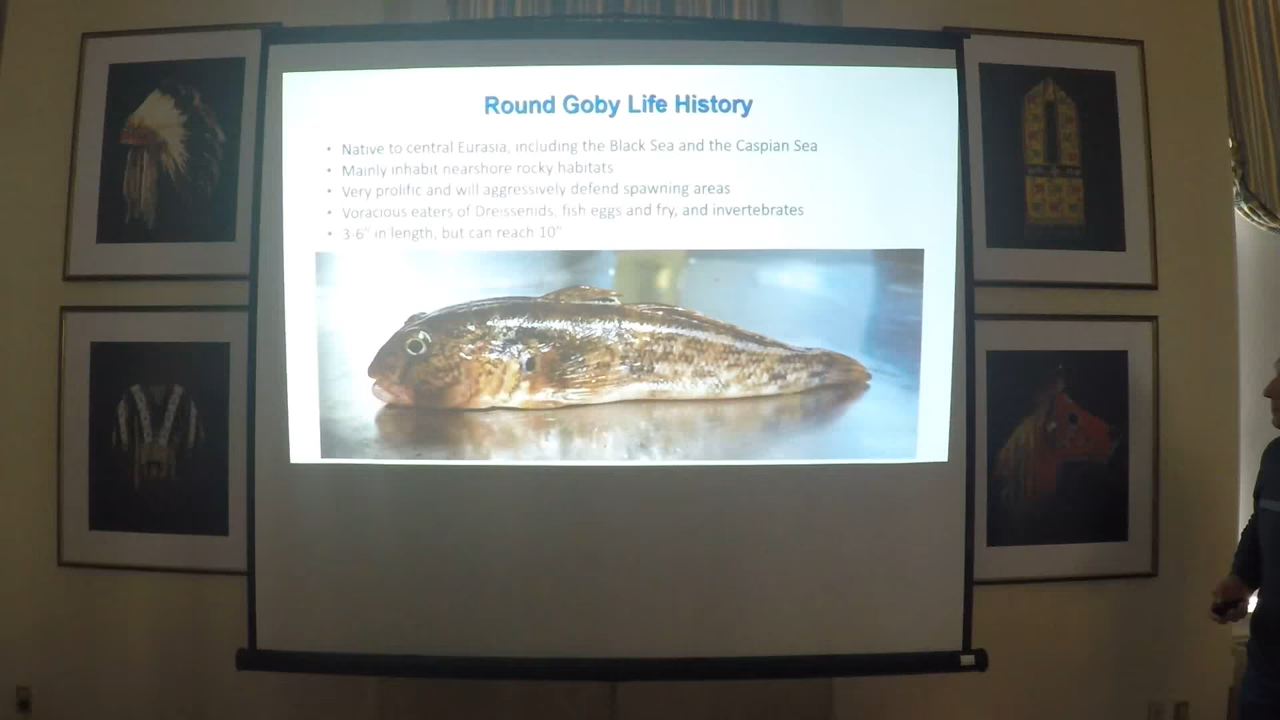 Round Goby Life History
• Native to central Eurasia, including the Black Sea and the Caspian Sea
• Mainly inhabit nearshore rocky habitats
• Very prolific and will aggressively defend spawning areas
• Voracious eaters of Dreissenids, fish eggs and fry, and invertebrates
• 3-6" in length, but can reach 10"